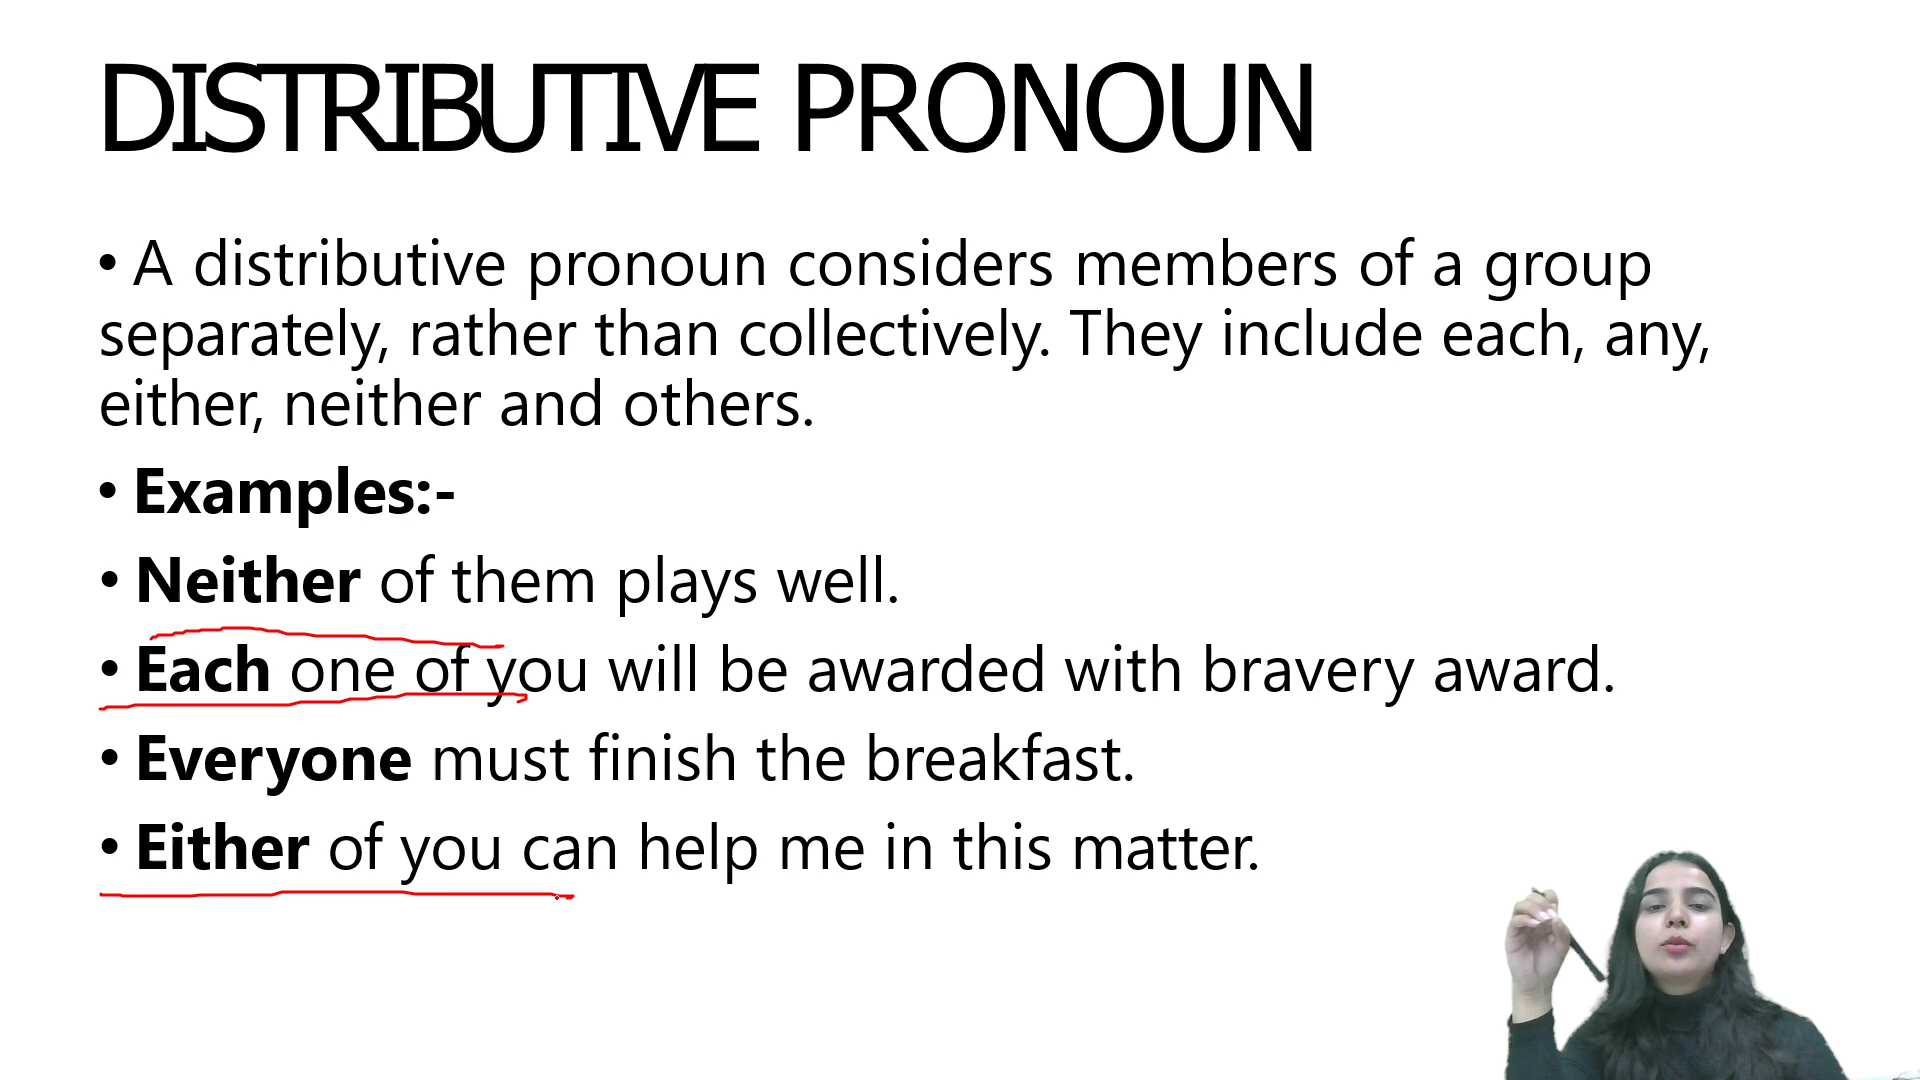 DISTRIBUTIVE PRONOUN
• A distributive pronoun considers members of a group
separately, rather than collectively. They include each, any,
either, neither and others.
• Examples:-
• Neither of them plays well.
• Each one of you will be awarded with bravery award.
• Everyone must finish the breakfast.
• Either of you can help me in this matter.